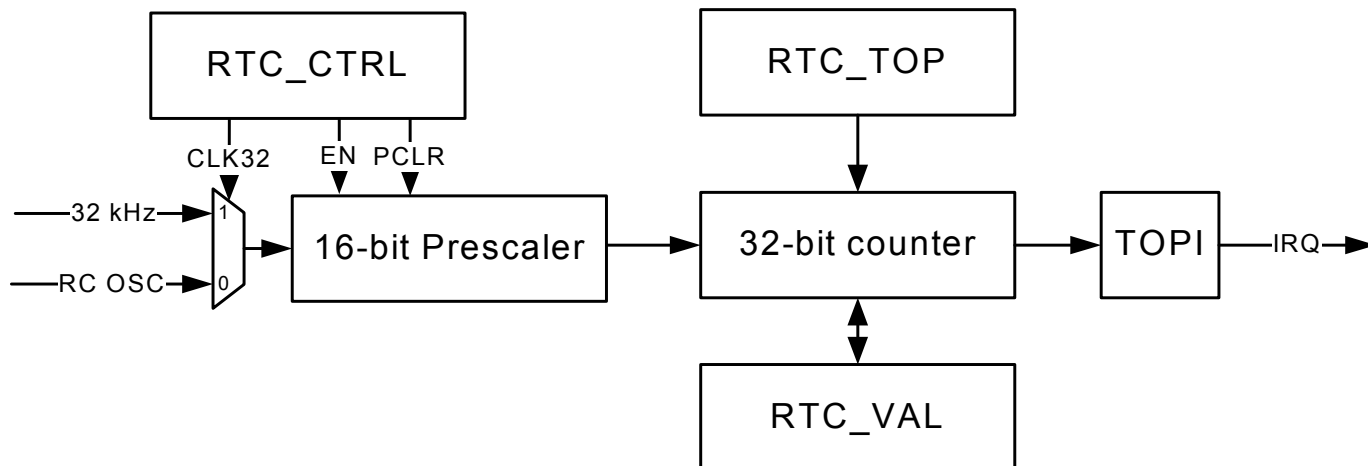 RTC_CTRL
RTC_TOP
CLK32
EN
PCLR
32 kHz
1
16-bit Prescaler
32-bit counter
TOPI
IRQ
RC OSC
0
RTC_VAL